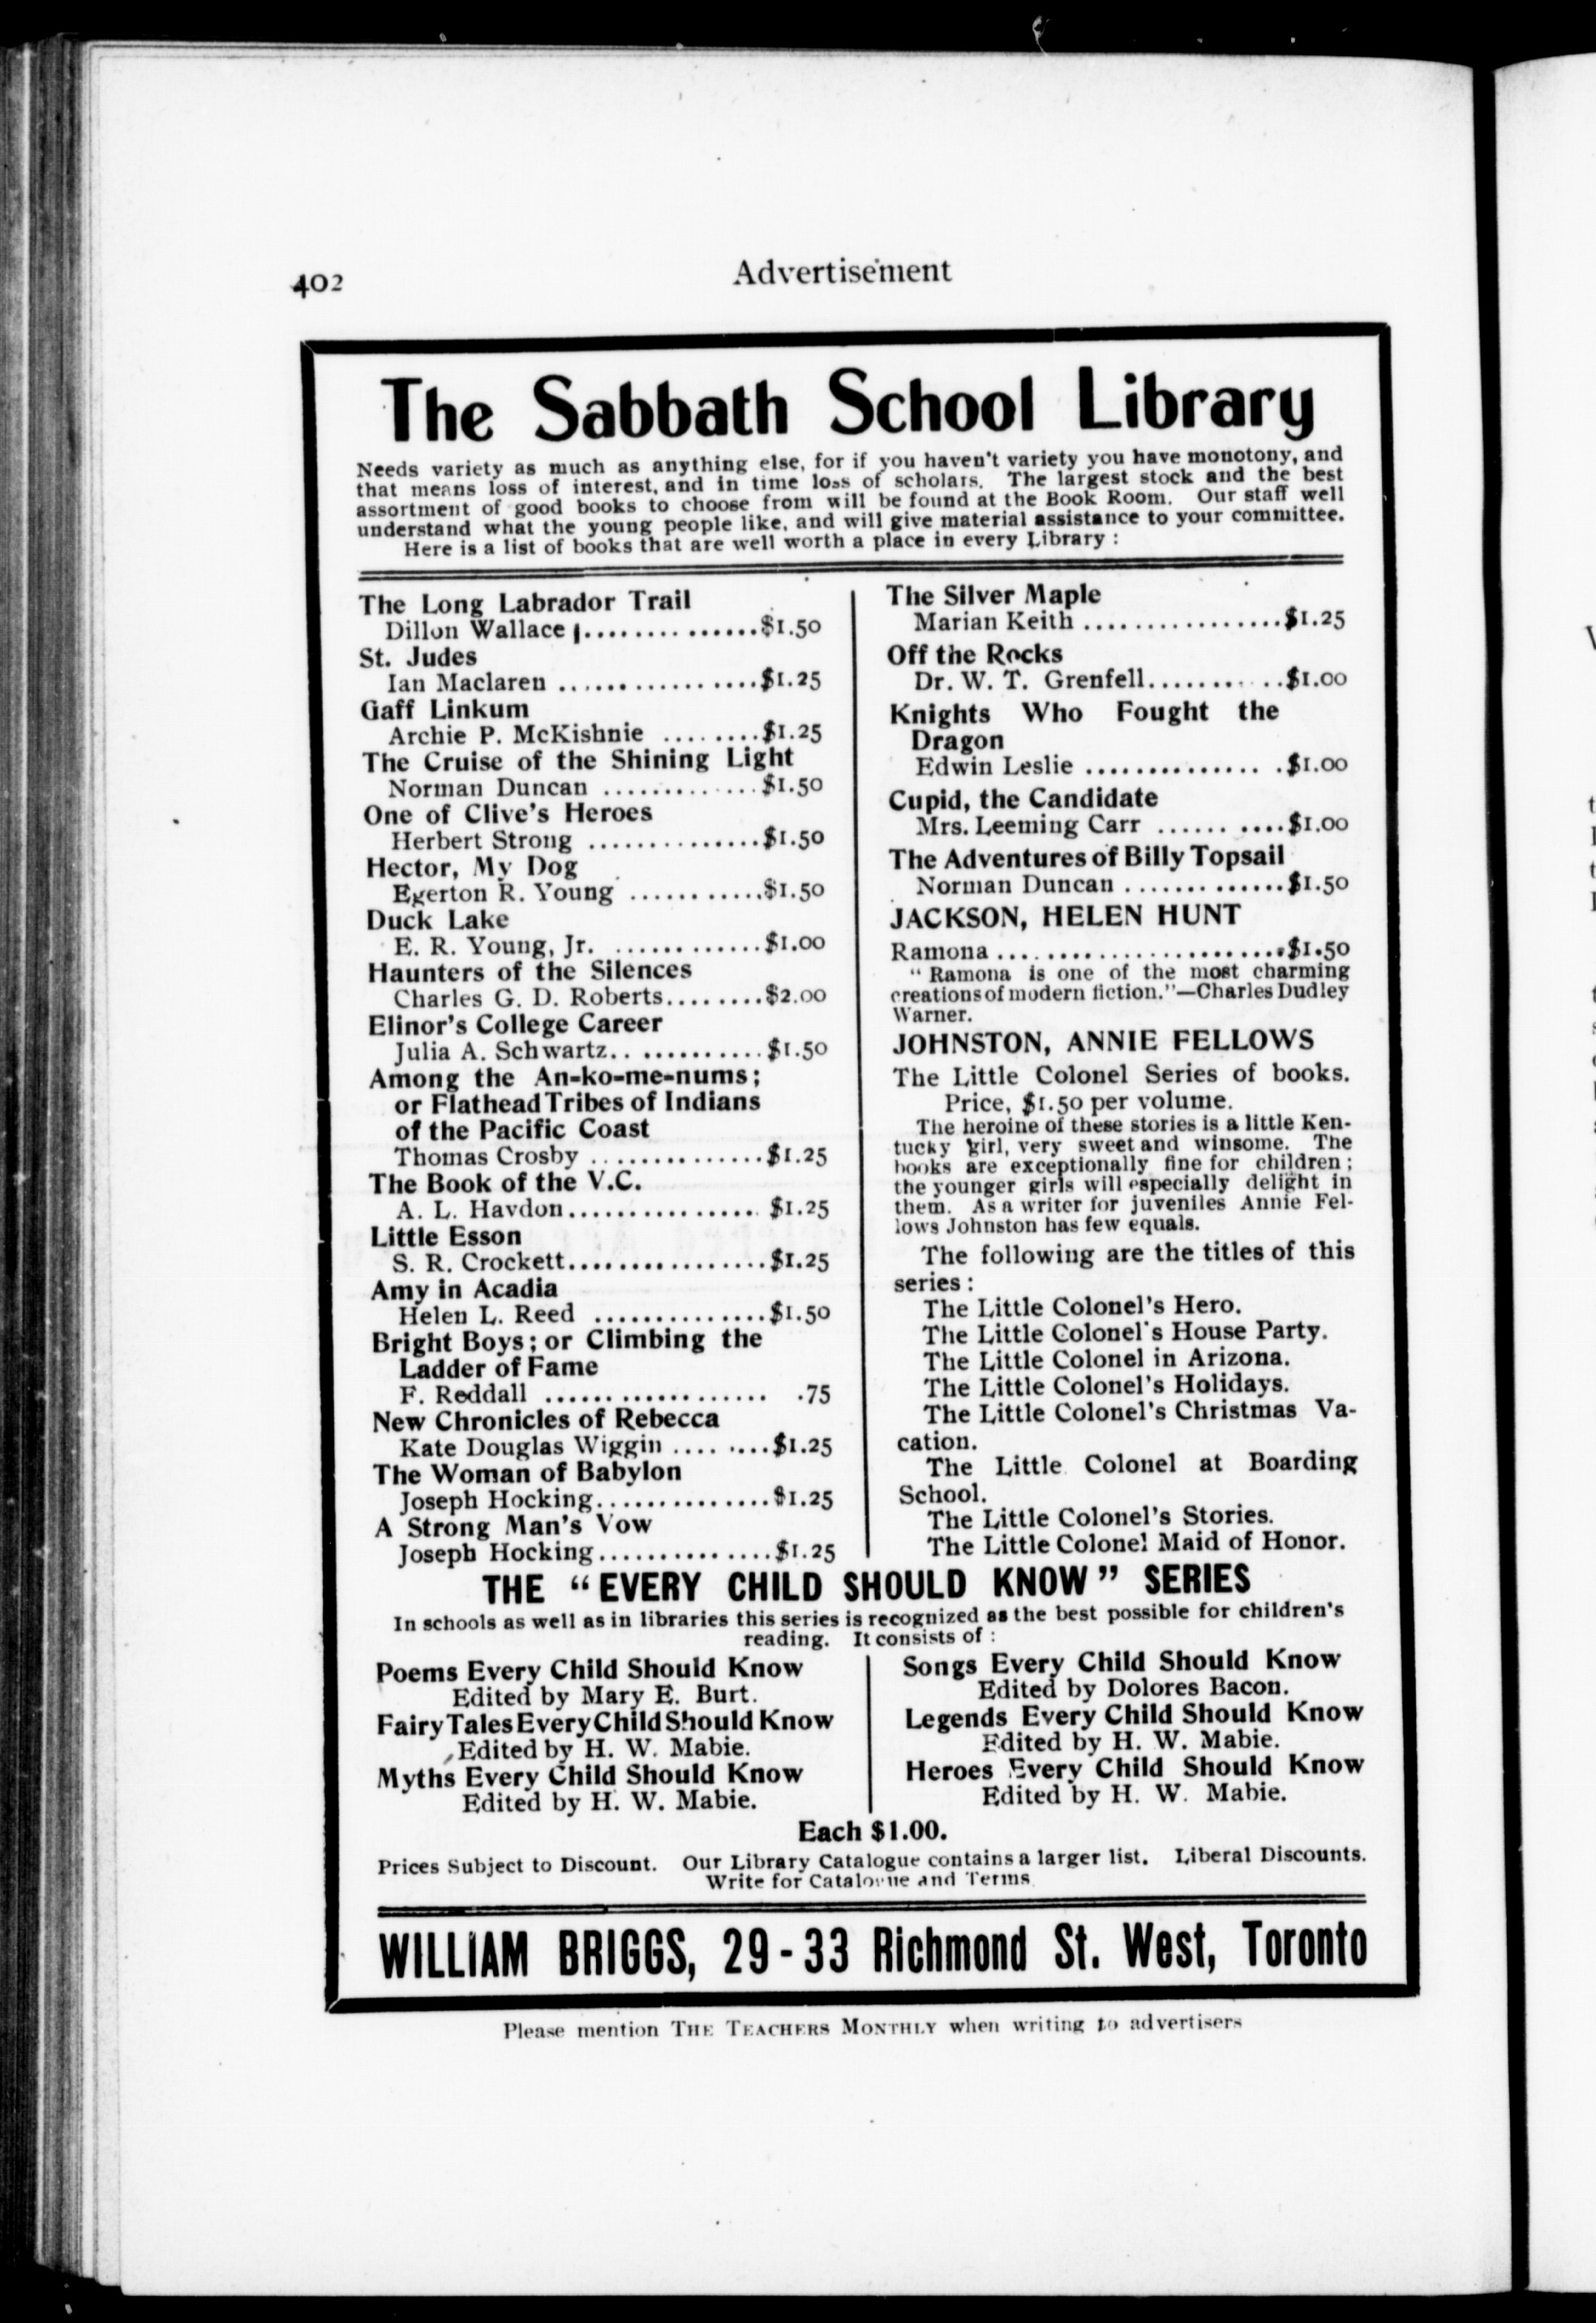 402
Advertisement
The Sabbath School Library
Needs variety as much as anything else, for if you haven't variety you have monotony, and
that means loss of interest, and in time loss of scholars. The largest stock and the best
assortment of good books to choose from will be found at the Book Room. Our staff well
understand what the young people like, and will give material assistance to your committee.
Here is a list of books that are well worth a place in every Library :
The Long Labrador Trail
Dillon Wallace ..............$1.50
St. Judes
Ian Maclaren ................$1.25
Gaff Linkum
Archie P. McKishnie ........$1.25
The Cruise of the Shining Light
Norman Duncan .............$1.50
One of Clive's Heroes
Herbert Strong ..............$1.50
Hector, My Dog
Egerton R. Young ...........$1.50
Duck Lake
E. R. Young, Jr. ............$1.00
Haunters of the Silences
Charles G. D. Roberts........$2.00
Elinor's College Career
Julia A. Schwartz.. ..........$1.50
Among the An-ko-me-nums;
or Flathead Tribes of Indians
of the Pacific Coast
Thomas Crosby ..............$1.25
The Book of the V.C.
A. L. Haydon................ $1.25
Little Esson
S. R. Crockett................$1.25
Amy in Acadia
Helen L. Reed ..............$1.50
Bright Boys; or Climbing the
Ladder of Fame
F. Reddall .................. .75
New Chronicles of Rebecca
Kate Douglas Wiggin .... ....$1.25
The Woman of Babylon
Joseph Hocking..............$1.25
A Strong Man's Vow
Joseph Hocking..............$1.25
The Silver Maple
Marian Keith ................$1.25
Off the Rocks
Dr. W. T. Grenfell...........$1.00
Knights Who Fought the
Dragon
Edwin Leslie .............. .$1.00
Cupid, the Candidate
Mrs. Leeming Carr ...... ....$1.00
The Adventures of Billy Topsail
Norman Duncan .............$1.50
JACKSON, HELEN HUNT
Ramona .......................$1.50
" Ramona is one of the most charming
creations of modern fiction."—Charles Dudley
Warner.
JOHNSTON, ANNIE FELLOWS
The Little Colonel Series of books.
Price, $1.50 per volume.
The heroine of these stories is a little Ken-
tucky girl, very sweet and winsome. The
books are exceptionally fine for children ;
the younger girls will especially delight in
them. As a writer for juveniles Annie Fel-
lows Johnston has few equals.
The following are the titles of this
series :
The Little Colonel's Hero.
The Little Colonel's House Party.
The Little Colonel in Arizona.
The Little Colonel's Holidays.
The Little Colonel's Christmas Va-
cation.
The Little Colonel at Boarding
School.
The Little Colonel's Stories.
The Little Colonel Maid of Honor.
THE "EVERY CHILD SHOULD KNOW" SERIES
In schools as well as in libraries this series is recognized as the best possible for children's
reading. It consists of :
Poems Every Child Should Know
Edited by Mary E. Burt.
Fairy Tales Every Child Should Know
Edited by H. W. Mabie.
Myths Every Child Should Know
Edited by H. W. Mabie.
Songs Every Child Should Know
Edited by Dolores Bacon.
Legends Every Child Should Know
Edited by H. W. Mabie.
Heroes Every Child Should Know
Edited by H. W. Mabie.
Each $1.00.
Prices Subject to Discount. Our Library Catalogue contains a larger list. Liberal Discounts.
Write for Catalogue and Terms
WILLIAM BRIGGS, 29-33 Richmond St. West, Toronto
Please mention THE TEACHERS MONTHLY when writing to advertisers